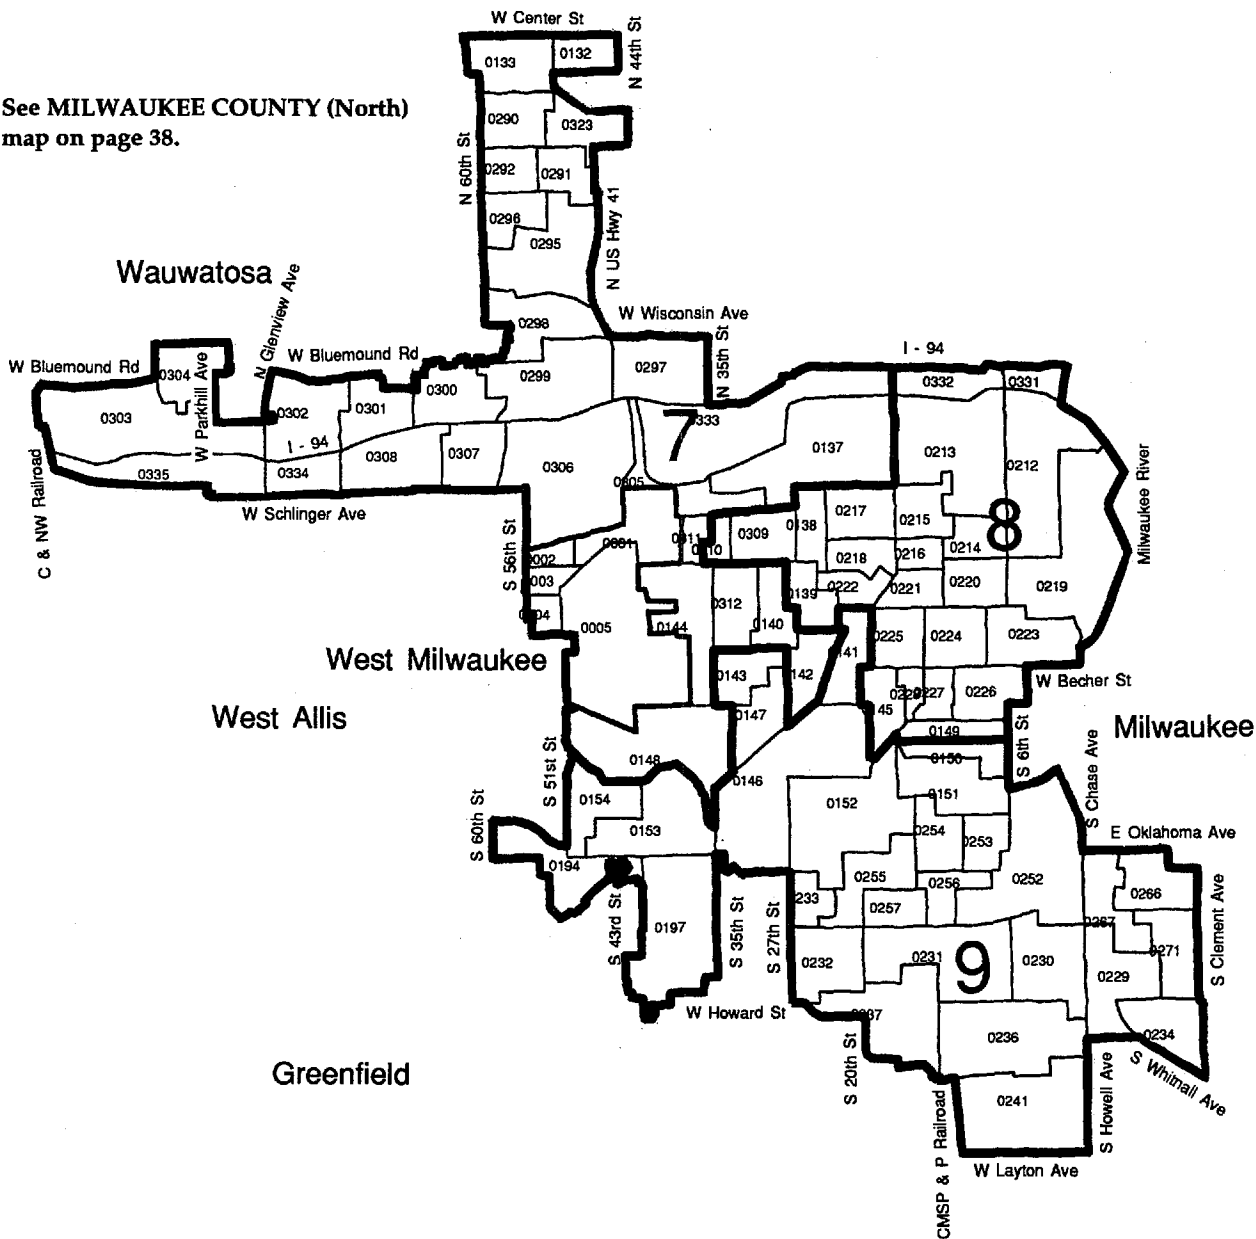 W Center St
N 44th St
0133
0132
See MILWAUKEE COUNTY (North)
map on page 38.
0290
0323
N 60th St
0292
0291
N US Hwy 41
0296
0295
Wauwatosa
N Glenview Ave
0298
W Wisconsin Ave
W Bluemound Rd
0304
W Parkhill Ave
W Bluemound Rd
0300
0299
0297
N 35th St
I - 94
0332
0331
0303
0302
0301
7
0333
I - 94
0335
0334
0308
0307
0306
0305
0137
0213
0212
C & NW Railroad
W Schlinger Ave
S 56th St
Milwaukee River
0217
0215
8
0138
0309
0218
0216
0214
0219
0220
0221
0222
0139
0312
0140
0144
0005
0225
0224
0223
West Milwaukee
0143
0147
0227
0226
W Becher St
West Allis
0149
S 6th St
Milwaukee
S 51st St
0148
0146
0150
S Chase Ave
0154
0152
0151
S 60th St
0153
0254
0253
E Oklahoma Ave
0194
0255
0256
0252
0266
S 43rd St
0257
0267
0197
S 35th St
S 27th St
0232
0231
9
0230
0229
0271
S Clement Ave
W Howard St
0236
0234
S 20th St
Greenfield
0241
S Howell Ave
S Whitnall Ave
CMSP & P Railroad
W Layton Ave